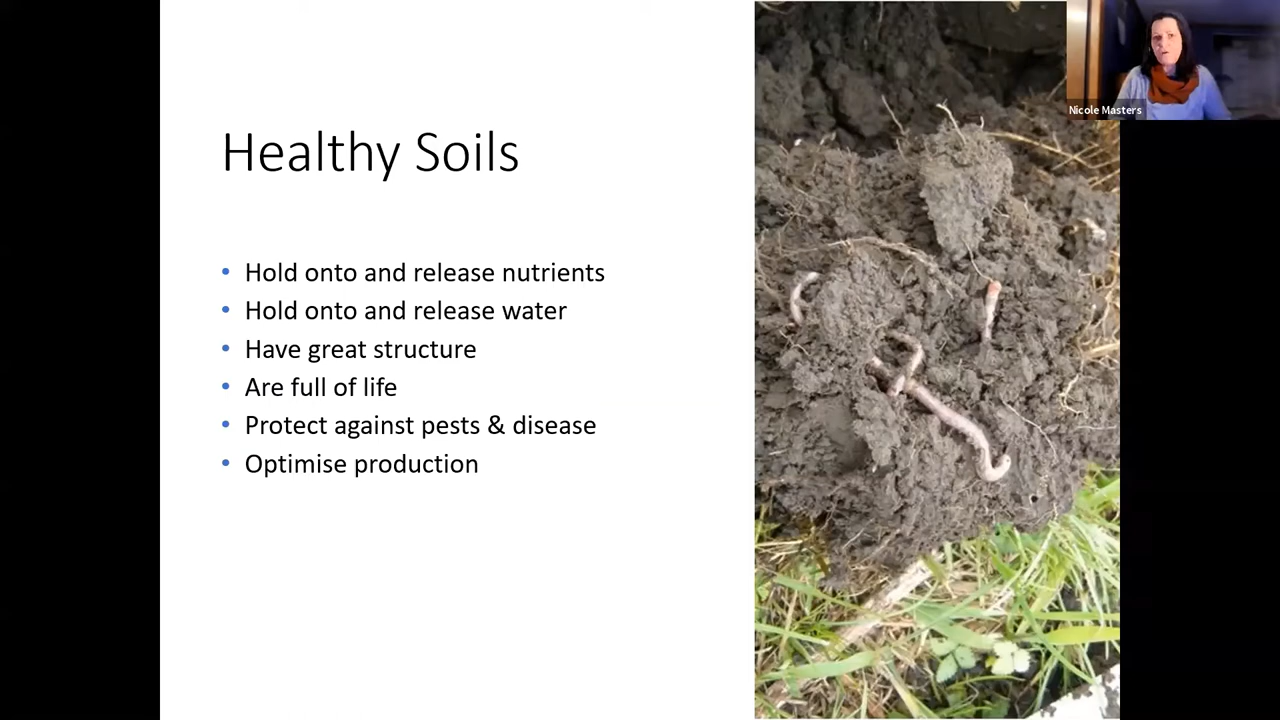 Nicole Masters
Healthy Soils
• Hold onto and release nutrients
• Hold onto and release water
• Have great structure
• Are full of life
• Protect against pests & disease
• Optimise production